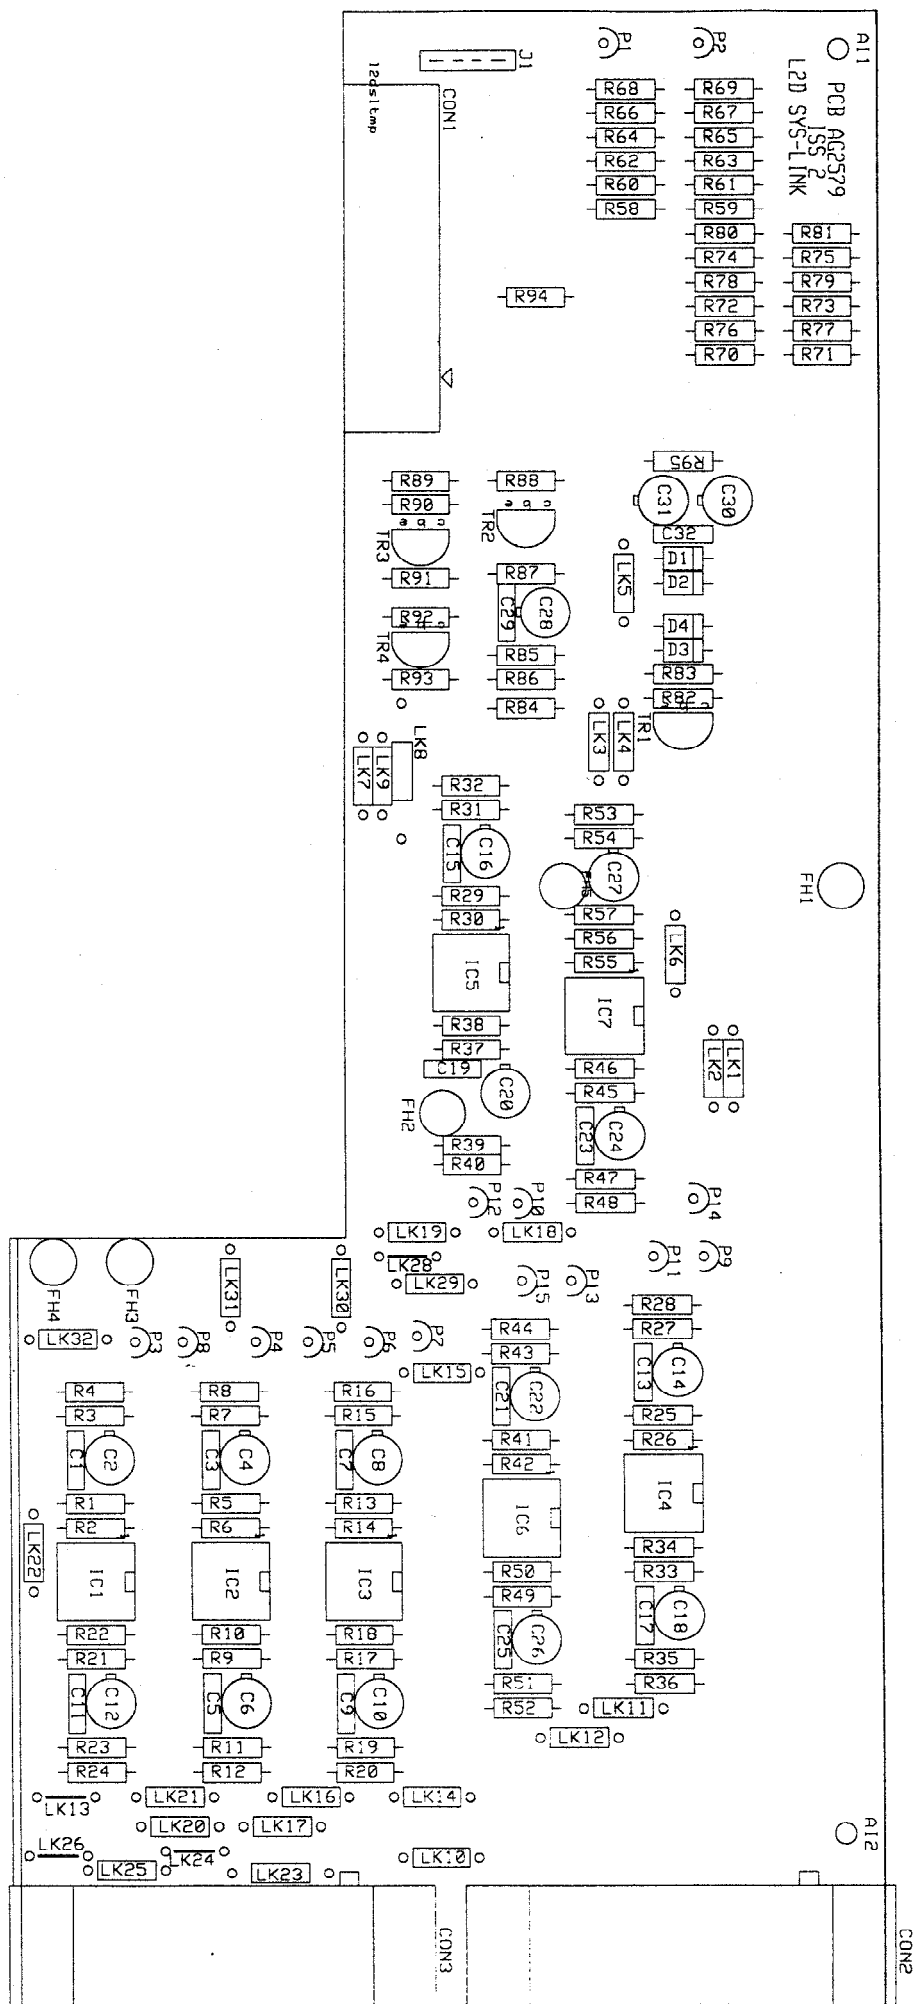 AI1
P1
P2
J1
PCB AG2579
ISS 2
L2D SYS-LINK
l2dsltmp
CON1
R68
R69
R66
R67
R64
R65
R62
R63
R60
R61
R58
R59
R80
R81
R74
R75
R78
R79
R94
R72
R73
R76
R77
R70
R71
R95
R89
R88
C31
C30
R90
e b c
c b e
TR3
TR2
C32
D1
R91
R87
LK5
D2
C29
C28
R92
TR4
D4
R85
D3
R93
R86
R83
R84
R82
TR1
LK8
LK3
LK4
LK7
LK9
R32
R31
R53
C15
C16
R54
C27
FH1
R29
R30
R57
R56
LK6
IC5
R55
IC7
R38
R37
C19
R46
LK2
LK1
C20
R45
FH2
C23
C24
R39
R40
R47
R48
P12
P10
P14
LK19
LK18
LK28
LK29
P11
P9
FH4
FH3
LK31
LK30
P15
P13
R28
LK32
P3
P8
P4
P5
P6
P7
R44
R27
LK15
R43
C13
C14
R4
R8
R16
C21
C22
R3
R7
R15
R25
C1
C2
C3
C4
C7
C8
R41
R26
R42
R1
R5
R13
IC6
IC4
LK22
R2
R6
R14
IC1
IC2
IC3
R34
R50
R33
R49
C17
C18
R22
R10
R18
C25
C26
R21
R9
R17
R35
C11
C12
C5
C6
C9
C10
R51
R36
R52
LK11
R23
R11
R19
LK12
R24
R12
R20
LK13
LK21
LK16
LK14
LK20
LK17
AI2
LK26
LK24
LK10
LK25
LK23
CON3
CON2